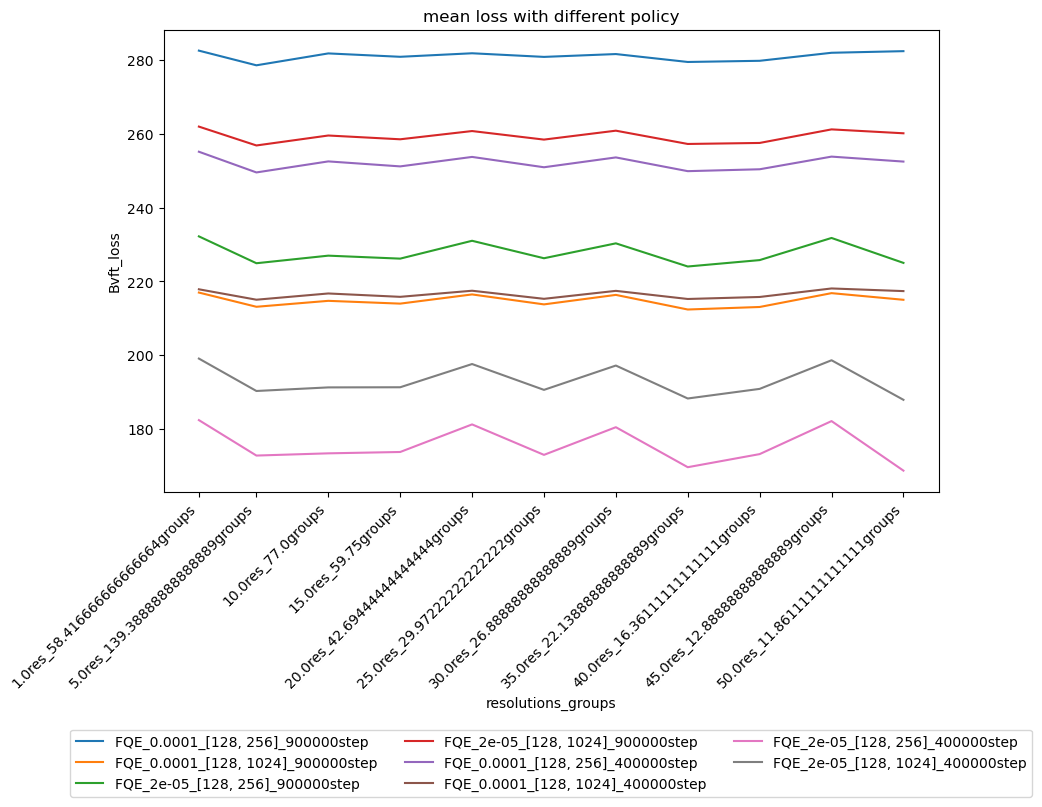 mean loss with different policy
280
260
240
220
200
180
Bvft_loss
1.0res_58.416666666666664groups
5.0res_139.38888888888889groups
10.0res_77.0groups
15.0res_59.75groups
20.0res_42.69444444444444groups
25.0res_29.97222222222222groups
30.0res_26.88888888888889groups
35.0res_22.13888888888889groups
40.0res_16.36111111111111groups
45.0res_12.88888888888889groups
50.0res_11.86111111111111groups
resolutions_groups
FQE_0.0001_[128, 256]_900000step
FQE_0.0001_[128, 1024]_900000step
FQE_2e-05_[128, 256]_900000step
FQE_2e-05_[128, 1024]_900000step
FQE_0.0001_[128, 256]_400000step
FQE_0.0001_[128, 1024]_400000step
FQE_2e-05_[128, 256]_400000step
FQE_2e-05_[128, 1024]_400000step